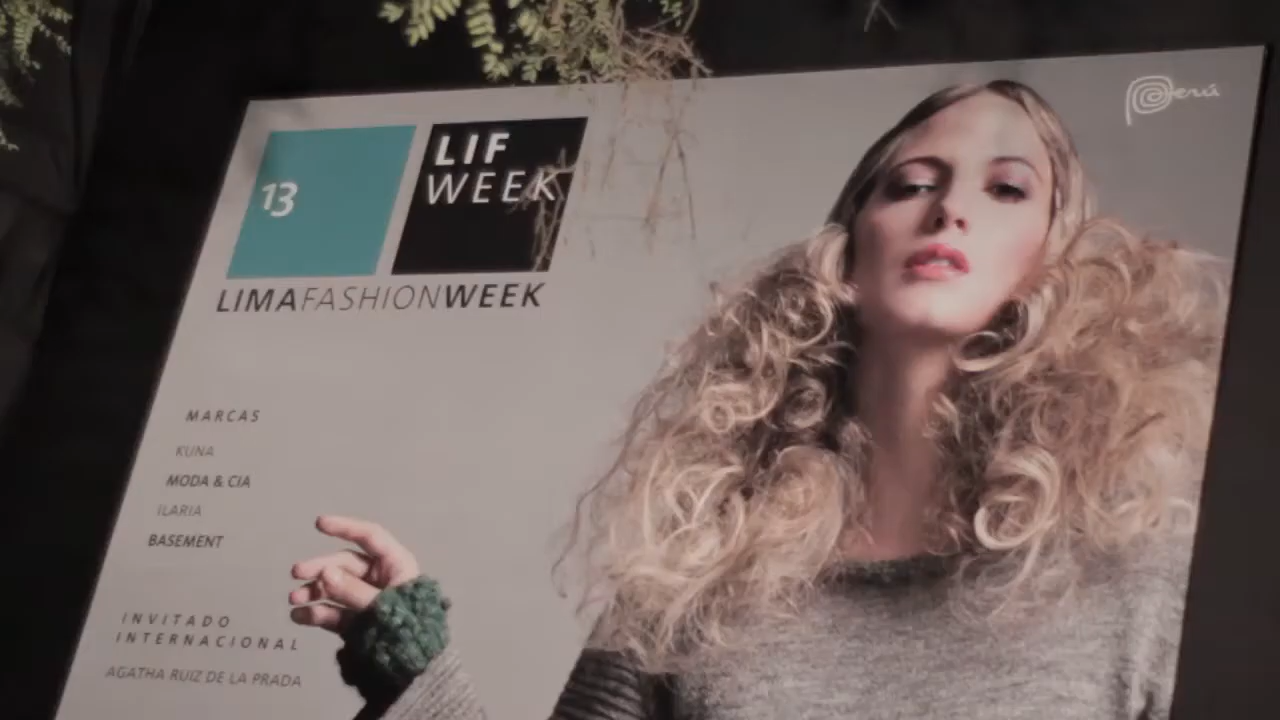 Perú
13
LIF
WEEK
LIMAFASHIONWEEK
MARCAS
KUNA
MODA & CIA
ILARIA
BASEMENT
INVITADO
INTERNACIONAL
AGATHA RUIZ DE LA PRADA